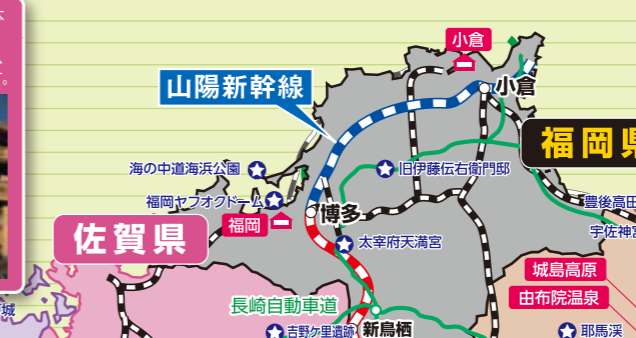 本
小倉
小倉
山陽新幹線
福岡県
海の中道海浜公園
旧伊藤伝右衛門邸
福岡ヤフオクドーム
豊後高田
博多
福岡
宇佐神宮
佐賀県
太宰府天満宮
城島高原
由布院温泉
長崎自動車道
城
吉野ケ里遺跡
新鳥栖
耶馬渓